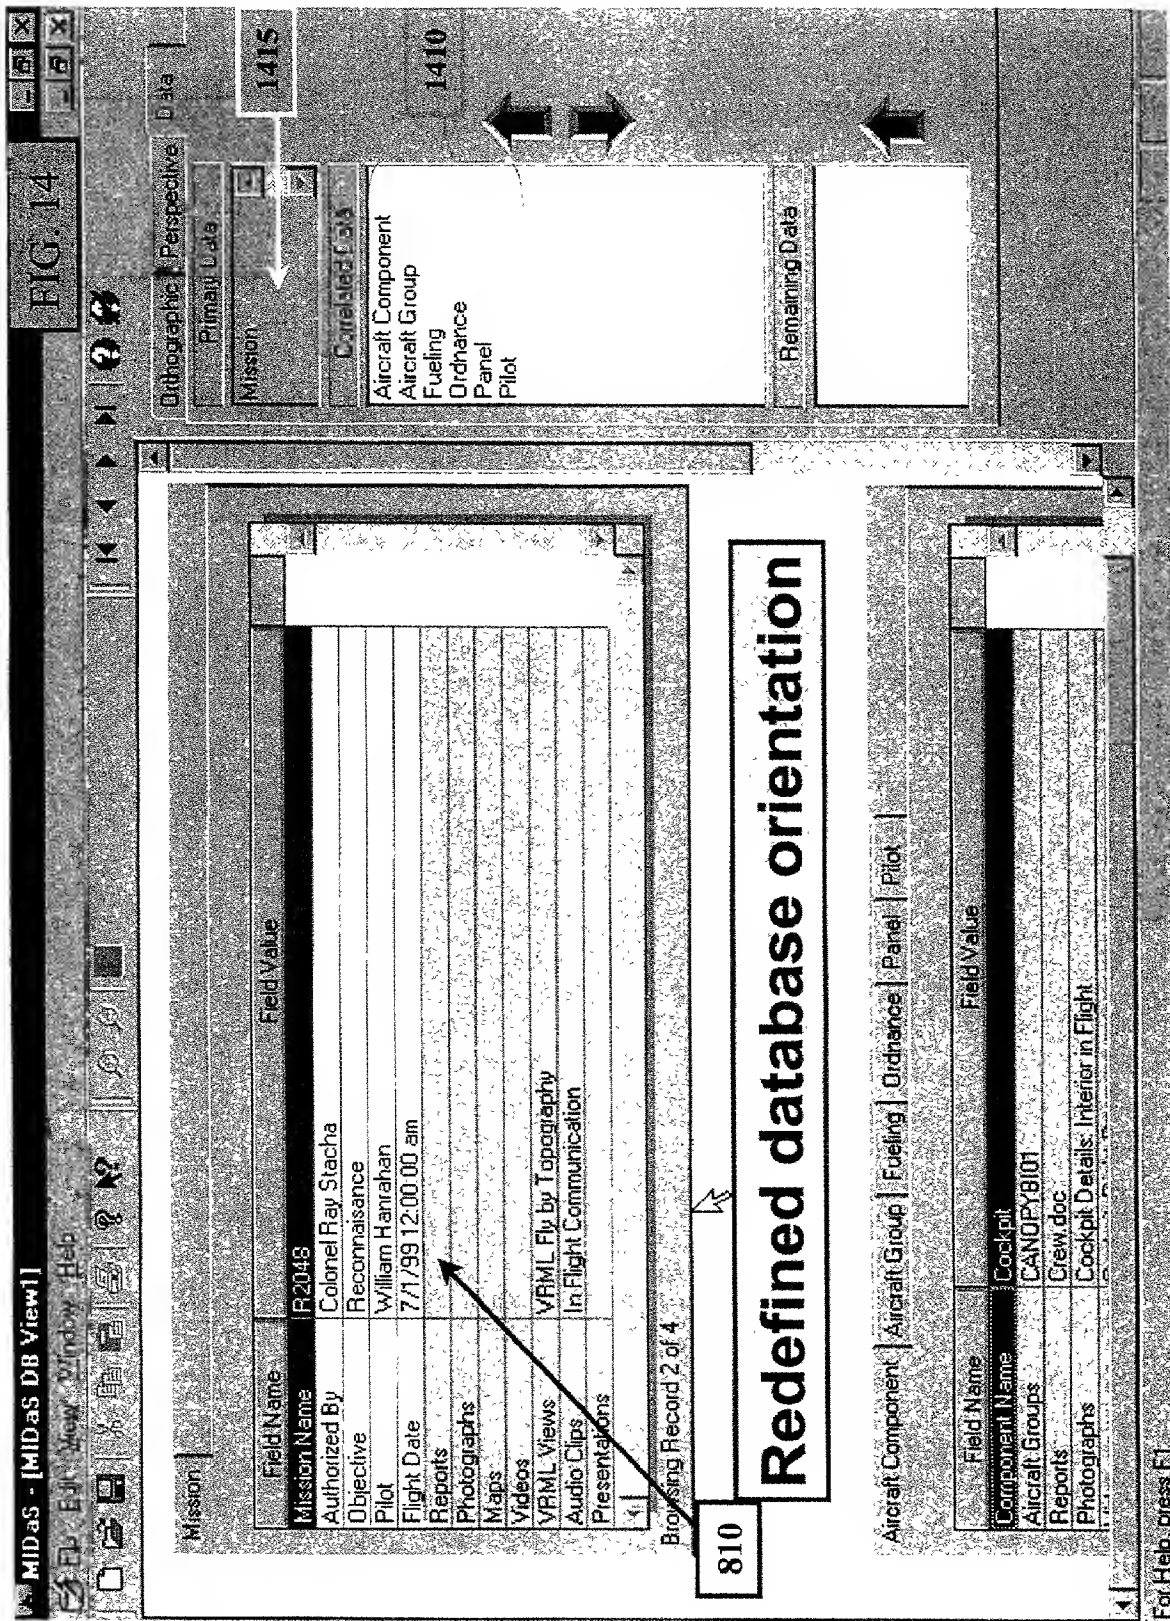 MIDaS - [MIDaS DB View1]
FIG. 14
File Edit View Window Help
Mission
Field Name Field Value
Mission Name R2048
Authorized By Colonel Ray Stacha
Objective Reconnaisance
Pilot William Hanrahan
Flight Date 7/1/99 12:00:00 am
Reports
Photographs
Maps
Videos
VRML Views VRML Fly by Topography
Audio Clips In Flight Communication
Presentations
Browsing Record 2 of 4
810
Redefined database orientation
Aircraft Component Aircraft Group Fueling Ordnance Panel Pilot
Field Name Field Value
Component Name Cockpit
Aircraft Groups CANOPYBI01
Reports Crew.doc
Photographs Cockpit Details: Interior in Flight
For Help, press F1
Orthographic Perspective Data
Primary Data
Mission
1415
Correlated Data
1410
Aircraft Component
Aircraft Group
Fueling
Ordnance
Panel
Pilot
Remaining Data